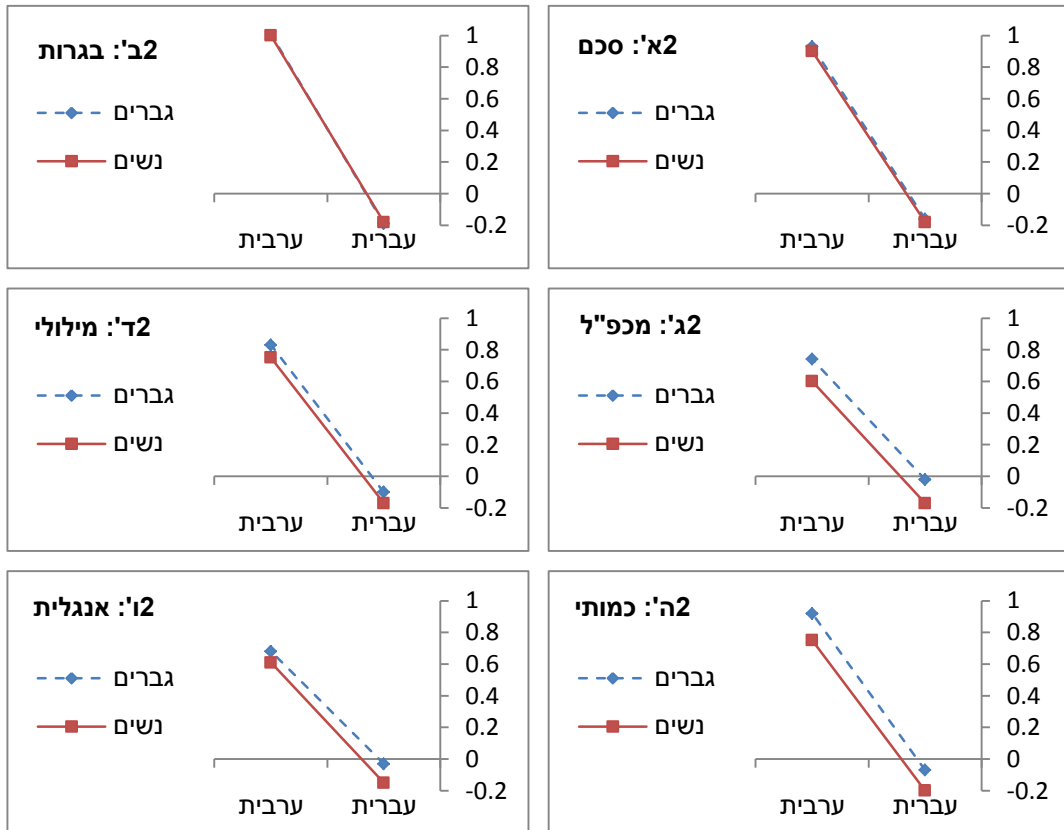 2א': סכם
גברים
נשים
1
0.8
0.6
0.4
0.2
0
-0.2
עברית
ערבית
2ב': בגרות
גברים
נשים
1
0.8
0.6
0.4
0.2
0
-0.2
עברית
ערבית
2ג': מכפ"ל
גברים
נשים
1
0.8
0.6
0.4
0.2
0
-0.2
עברית
ערבית
2ד': מילולי
גברים
נשים
1
0.8
0.6
0.4
0.2
0
-0.2
עברית
ערבית
2ה': כמותי
גברים
נשים
1
0.8
0.6
0.4
0.2
0
-0.2
עברית
ערבית
2ו': אנגלית
גברים
נשים
1
0.8
0.6
0.4
0.2
0
-0.2
עברית
ערבית